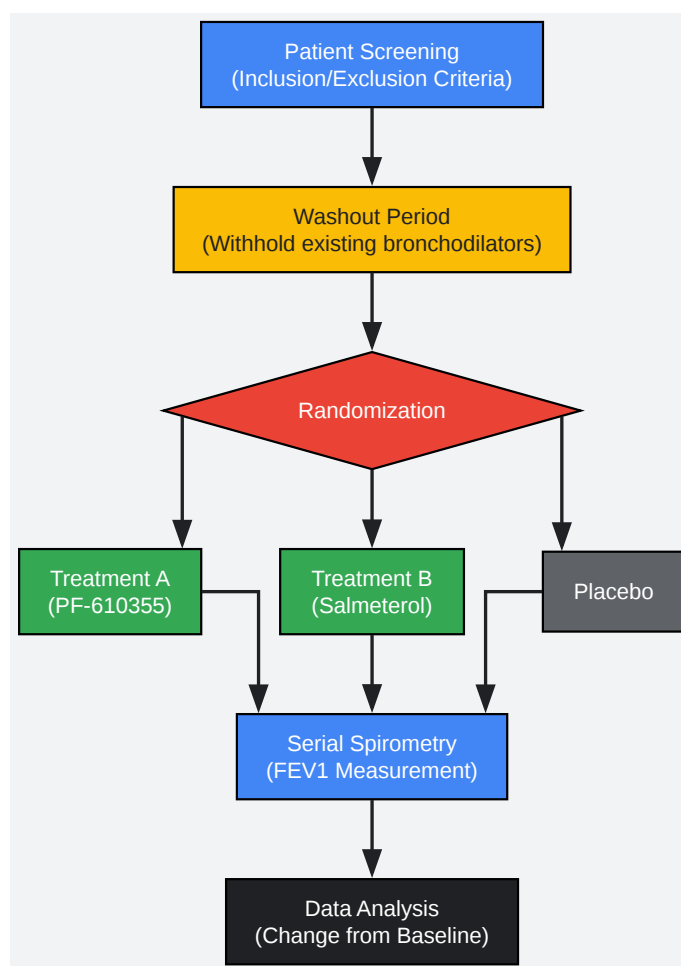 Patient Screening
(Inclusion/Exclusion Criteria)
Washout Period
(Withhold existing bronchodilators)
Randomization
Treatment A
(PF-610355)
Treatment B
(Salmeterol)
Placebo
Serial Spirometry
(FEV1 Measurement)
Data Analysis
(Change from Baseline)